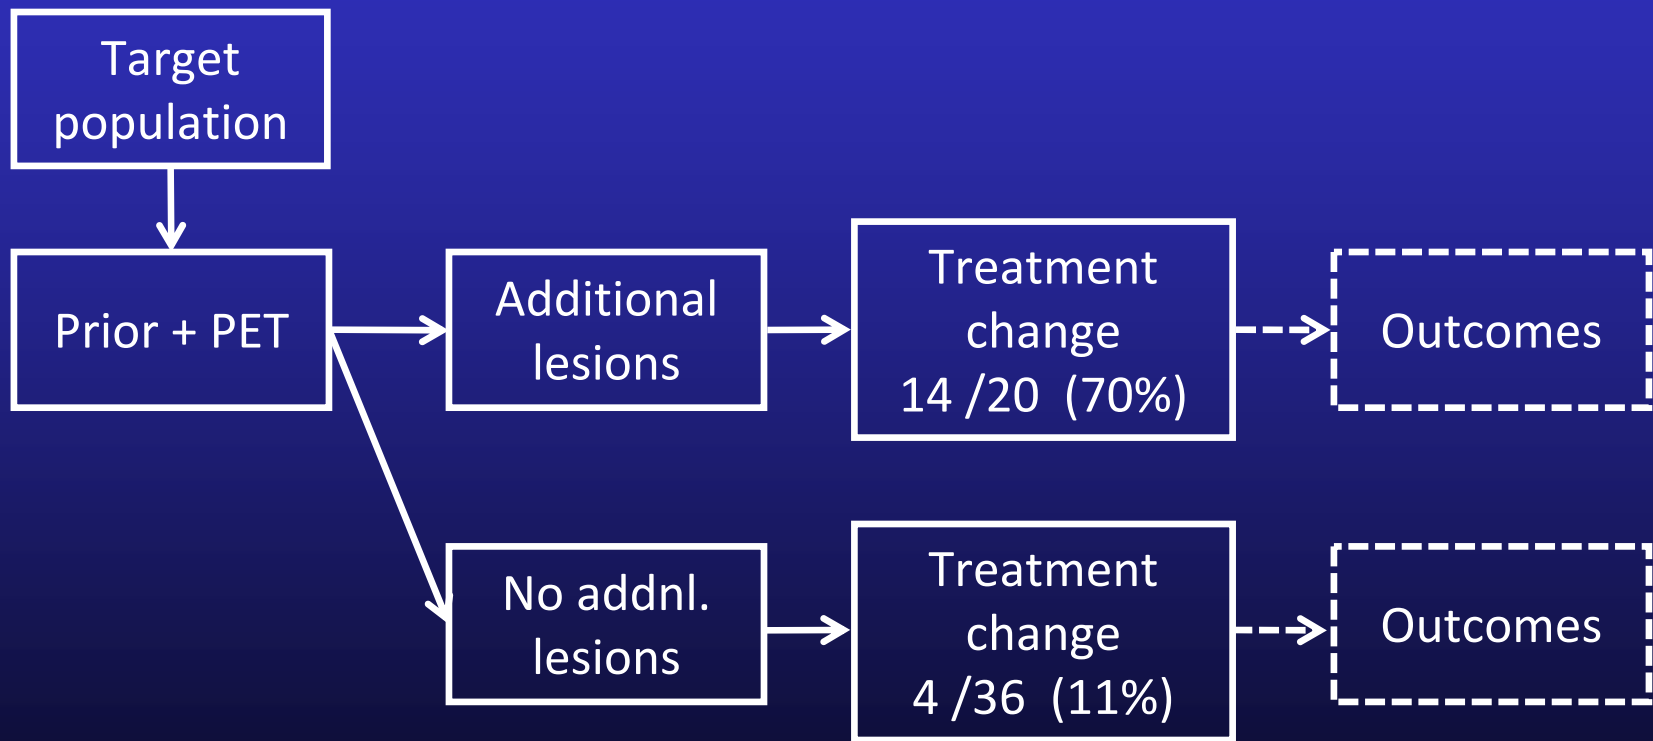 Target
population
Prior + PET
Additional
lesions
Treatment
change
14 /20 (70%)
Outcomes
No addnl.
lesions
Treatment
change
4 /36 (11%)
Outcomes